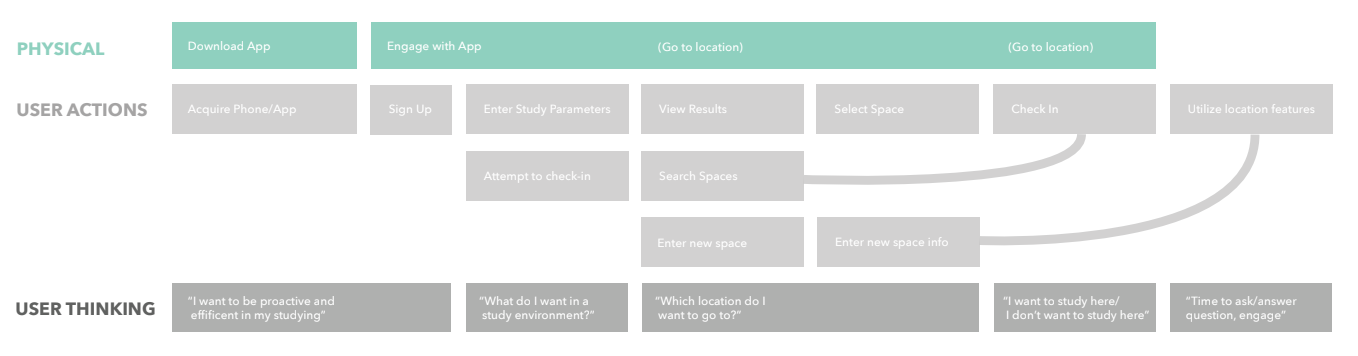 PHYSICAL
Download App
Engage with App
(Go to location)
(Go to location)
USER ACTIONS
Acquire Phone/App
Sign Up
Enter Study Parameters
View Results
Select Space
Check In
Utilize location features
Attempt to check-in
Search Spaces
Enter new space
Enter new space info
USER THINKING
“I want to be proactive and
effificent in my studying”
“What do I want in a
study environment?”
“Which location do I
want to go to?”
“I want to study here/
I don’t want to study here”
“Time to ask/answer
question, engage”